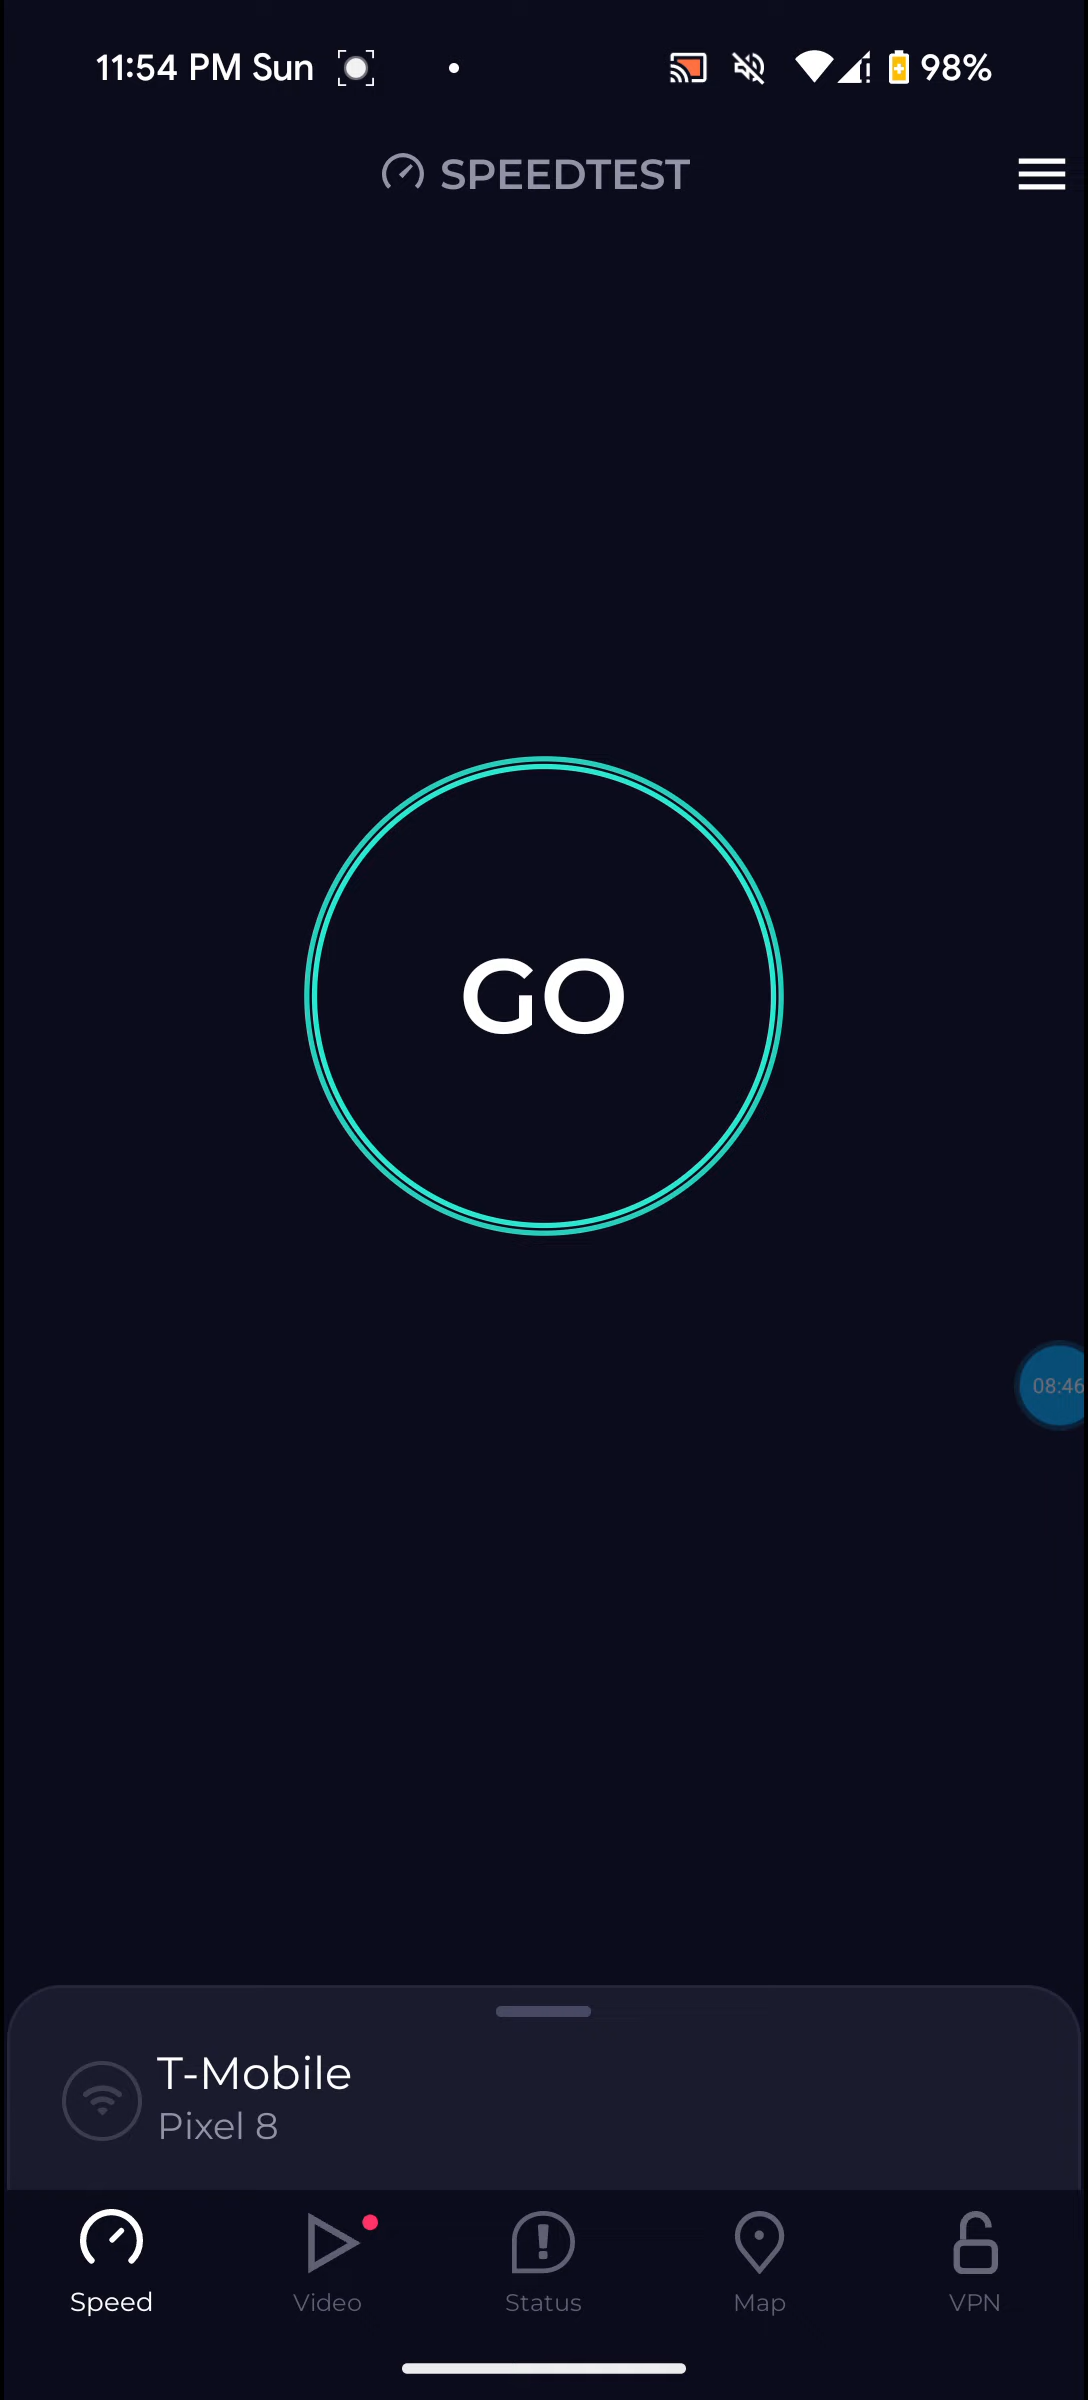 11:54 PM Sun
98%
SPEEDTEST
GO
08:46
T-Mobile
Pixel 8
Speed
Video
Status
Map
VPN